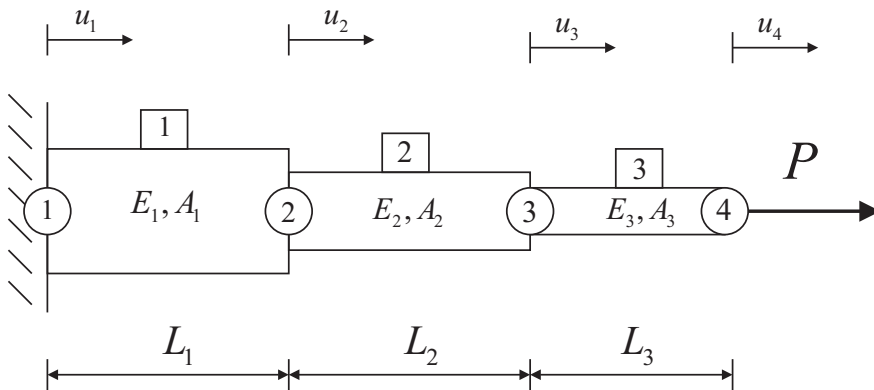 u₁ u₂ u₃ u₄
1 2 3 P
1 E₁, A₁ 2 E₂, A₂ 3 E₃, A₃ 4
L₁ L₂ L₃